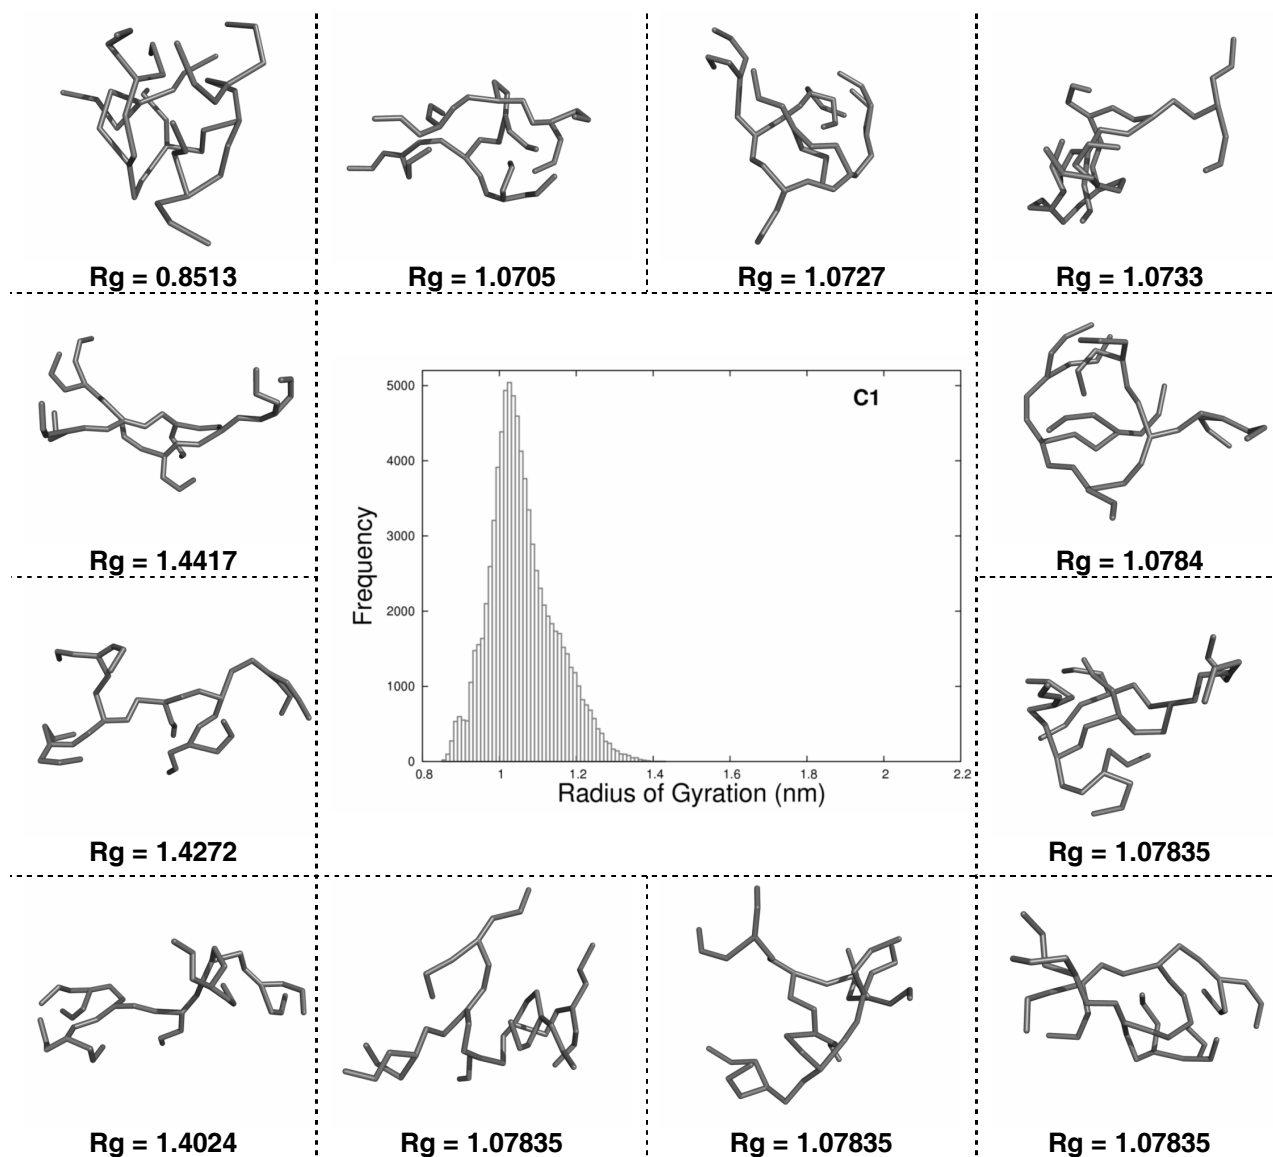 Rg = 0.8513
Rg = 1.0705
Rg = 1.0727
Rg = 1.0733
Rg = 1.4417
Rg = 1.0784
C1
5000
4000
3000
2000
1000
0
Frequency
0.8
1
1.2
1.4
1.6
1.8
2
2.2
Radius of Gyration (nm)
Rg = 1.4272
Rg = 1.07835
Rg = 1.4024
Rg = 1.07835
Rg = 1.07835
Rg = 1.07835